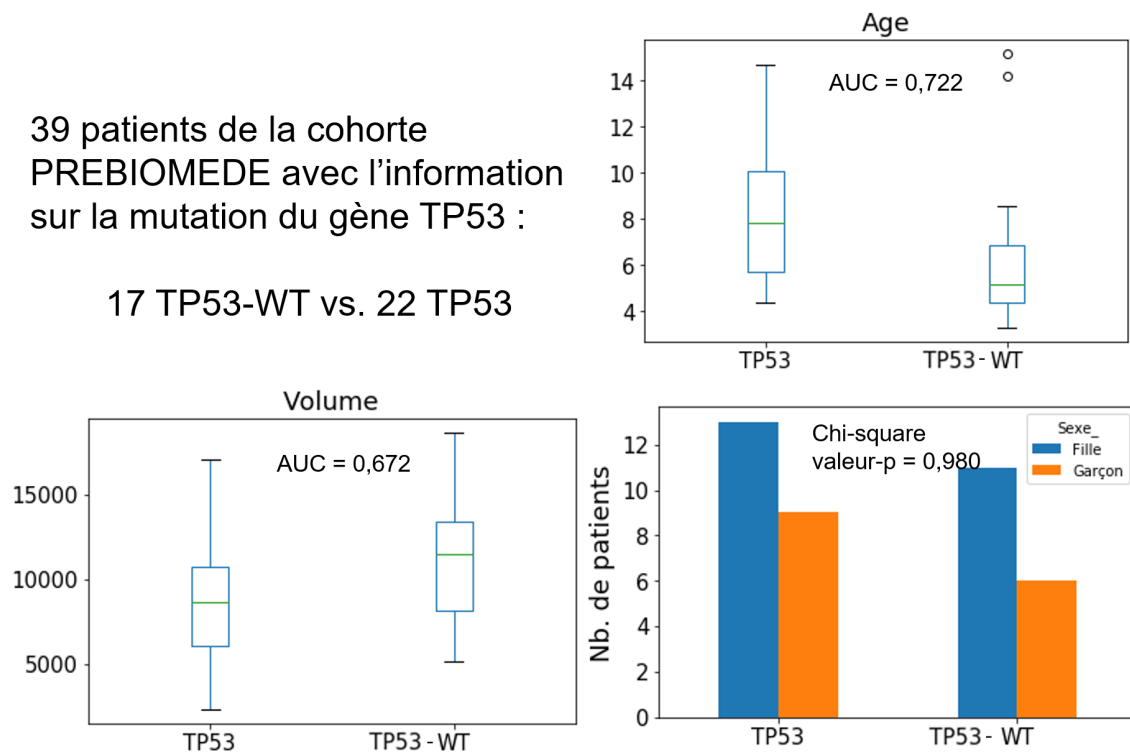 39 patients de la cohorte
PREBIOMEDE avec l’information
sur la mutation du gène TP53 :
17 TP53-WT vs. 22 TP53
Age
AUC = 0,722
14
12
10
8
6
4
TP53
TP53 - WT
Volume
AUC = 0,672
15000
10000
5000
TP53
TP53 - WT
Chi-square
valeur-p = 0,980
Sexe_
Fille
Garçon
Nb. de patients
12
10
8
6
4
2
0
TP53
TP53 - WT